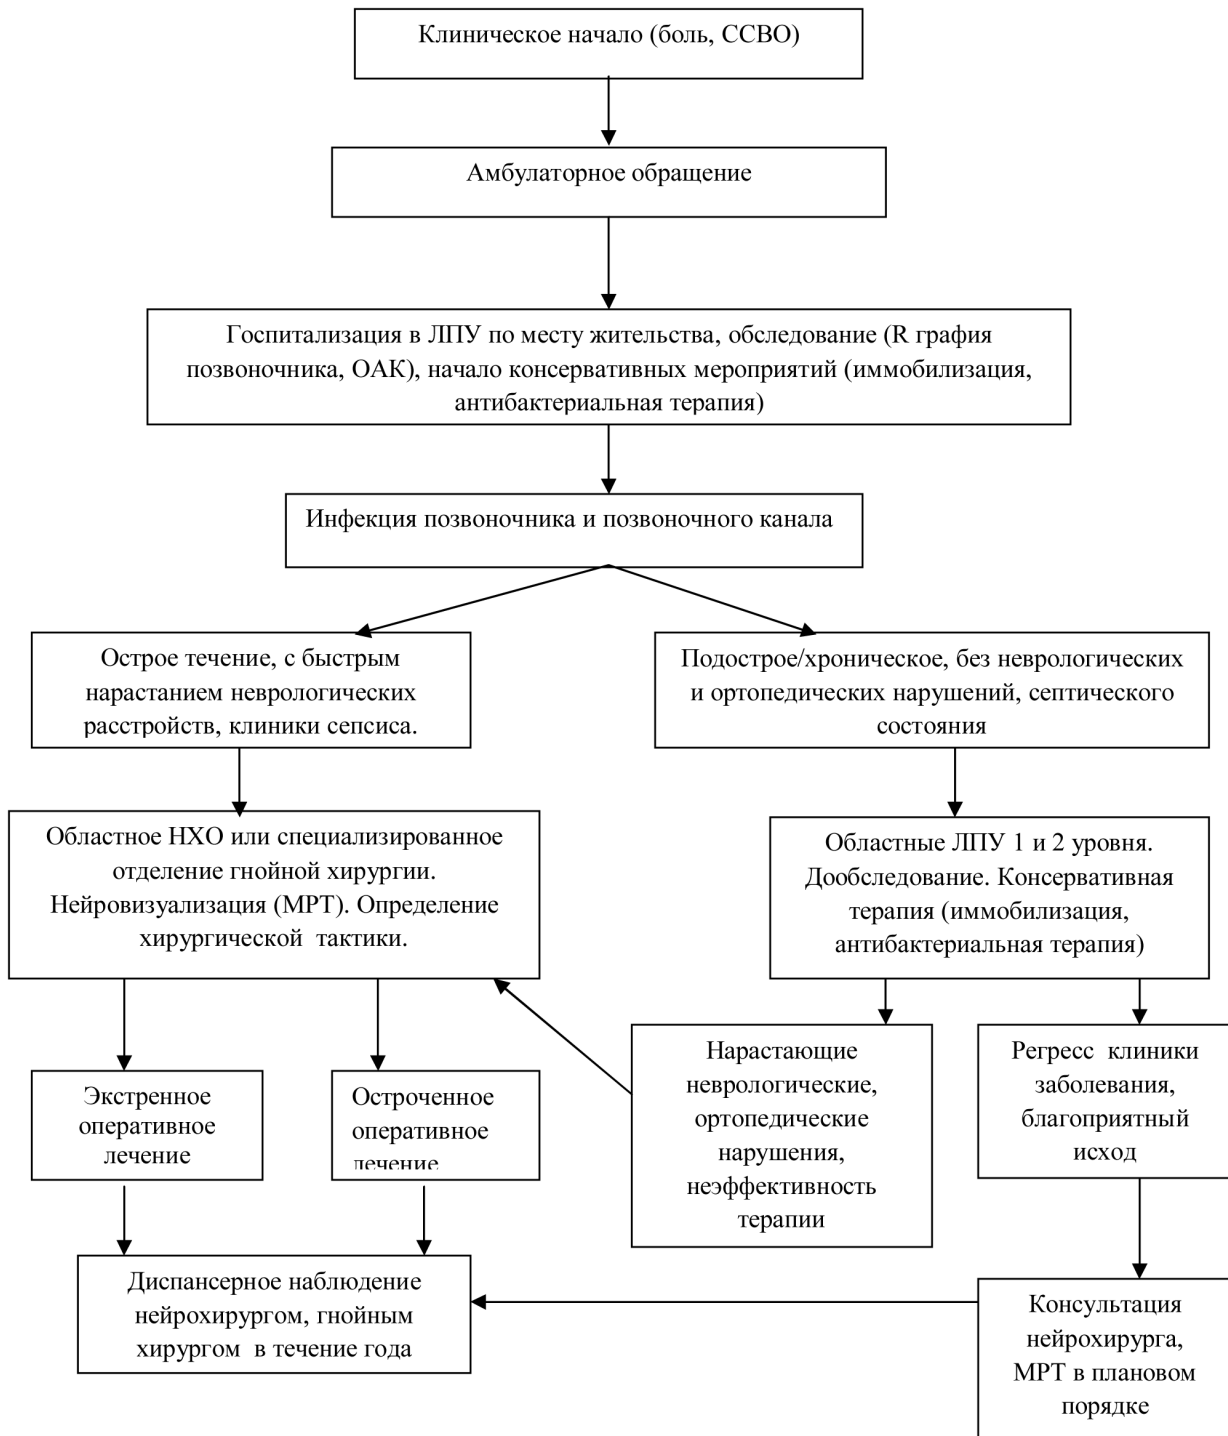 Клиническое начало (боль, ССВО)
Амбулаторное обращение
Госпитализация в ЛПУ по месту жительства, обследование (R графия
позвоночника, ОАК), начало консервативных мероприятий (иммобилизация,
антибактериальная терапия)
Инфекция позвоночника и позвоночного канала
Острое течение, с быстрым
нарастанием неврологических
расстройств, клиники сепсиса.
Подострое/хроническое, без неврологических
и ортопедических нарушений, септического
состояния
Областное НХО или специализированное
отделение гнойной хирургии.
Нейровизуализация (МРТ). Определение
хирургической тактики.
Областные ЛПУ 1 и 2 уровня.
Дообследование. Консервативная
терапия (иммобилизация,
антибактериальная терапия)
Экстренное
оперативное
лечение
Остроченное
оперативное
лечение
Нарастающие
неврологические,
ортопедические
нарушения,
неэффективность
терапии
Регресс клиники
заболевания,
благоприятный
исход
Диспансерное наблюдение
нейрохирургом, гнойным
хирургом в течение года
Консультация
нейрохирурга,
МРТ в плановом
порядке